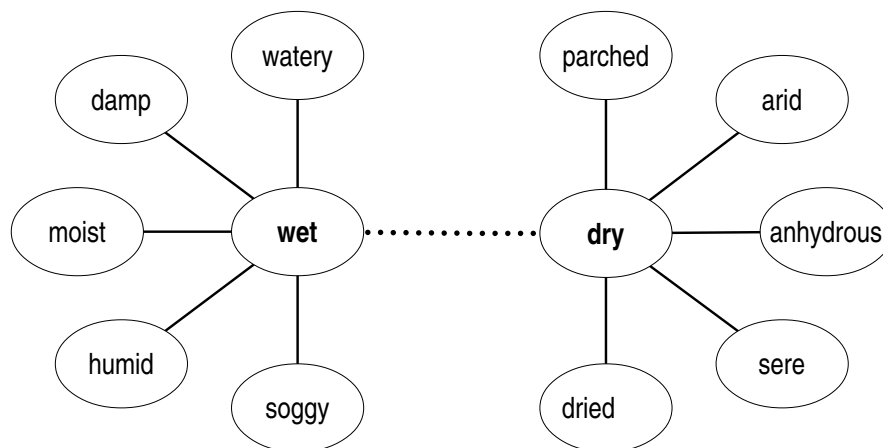 watery
parched
damp
arid
moist
wet
dry
anhydrous
humid
sere
soggy
dried